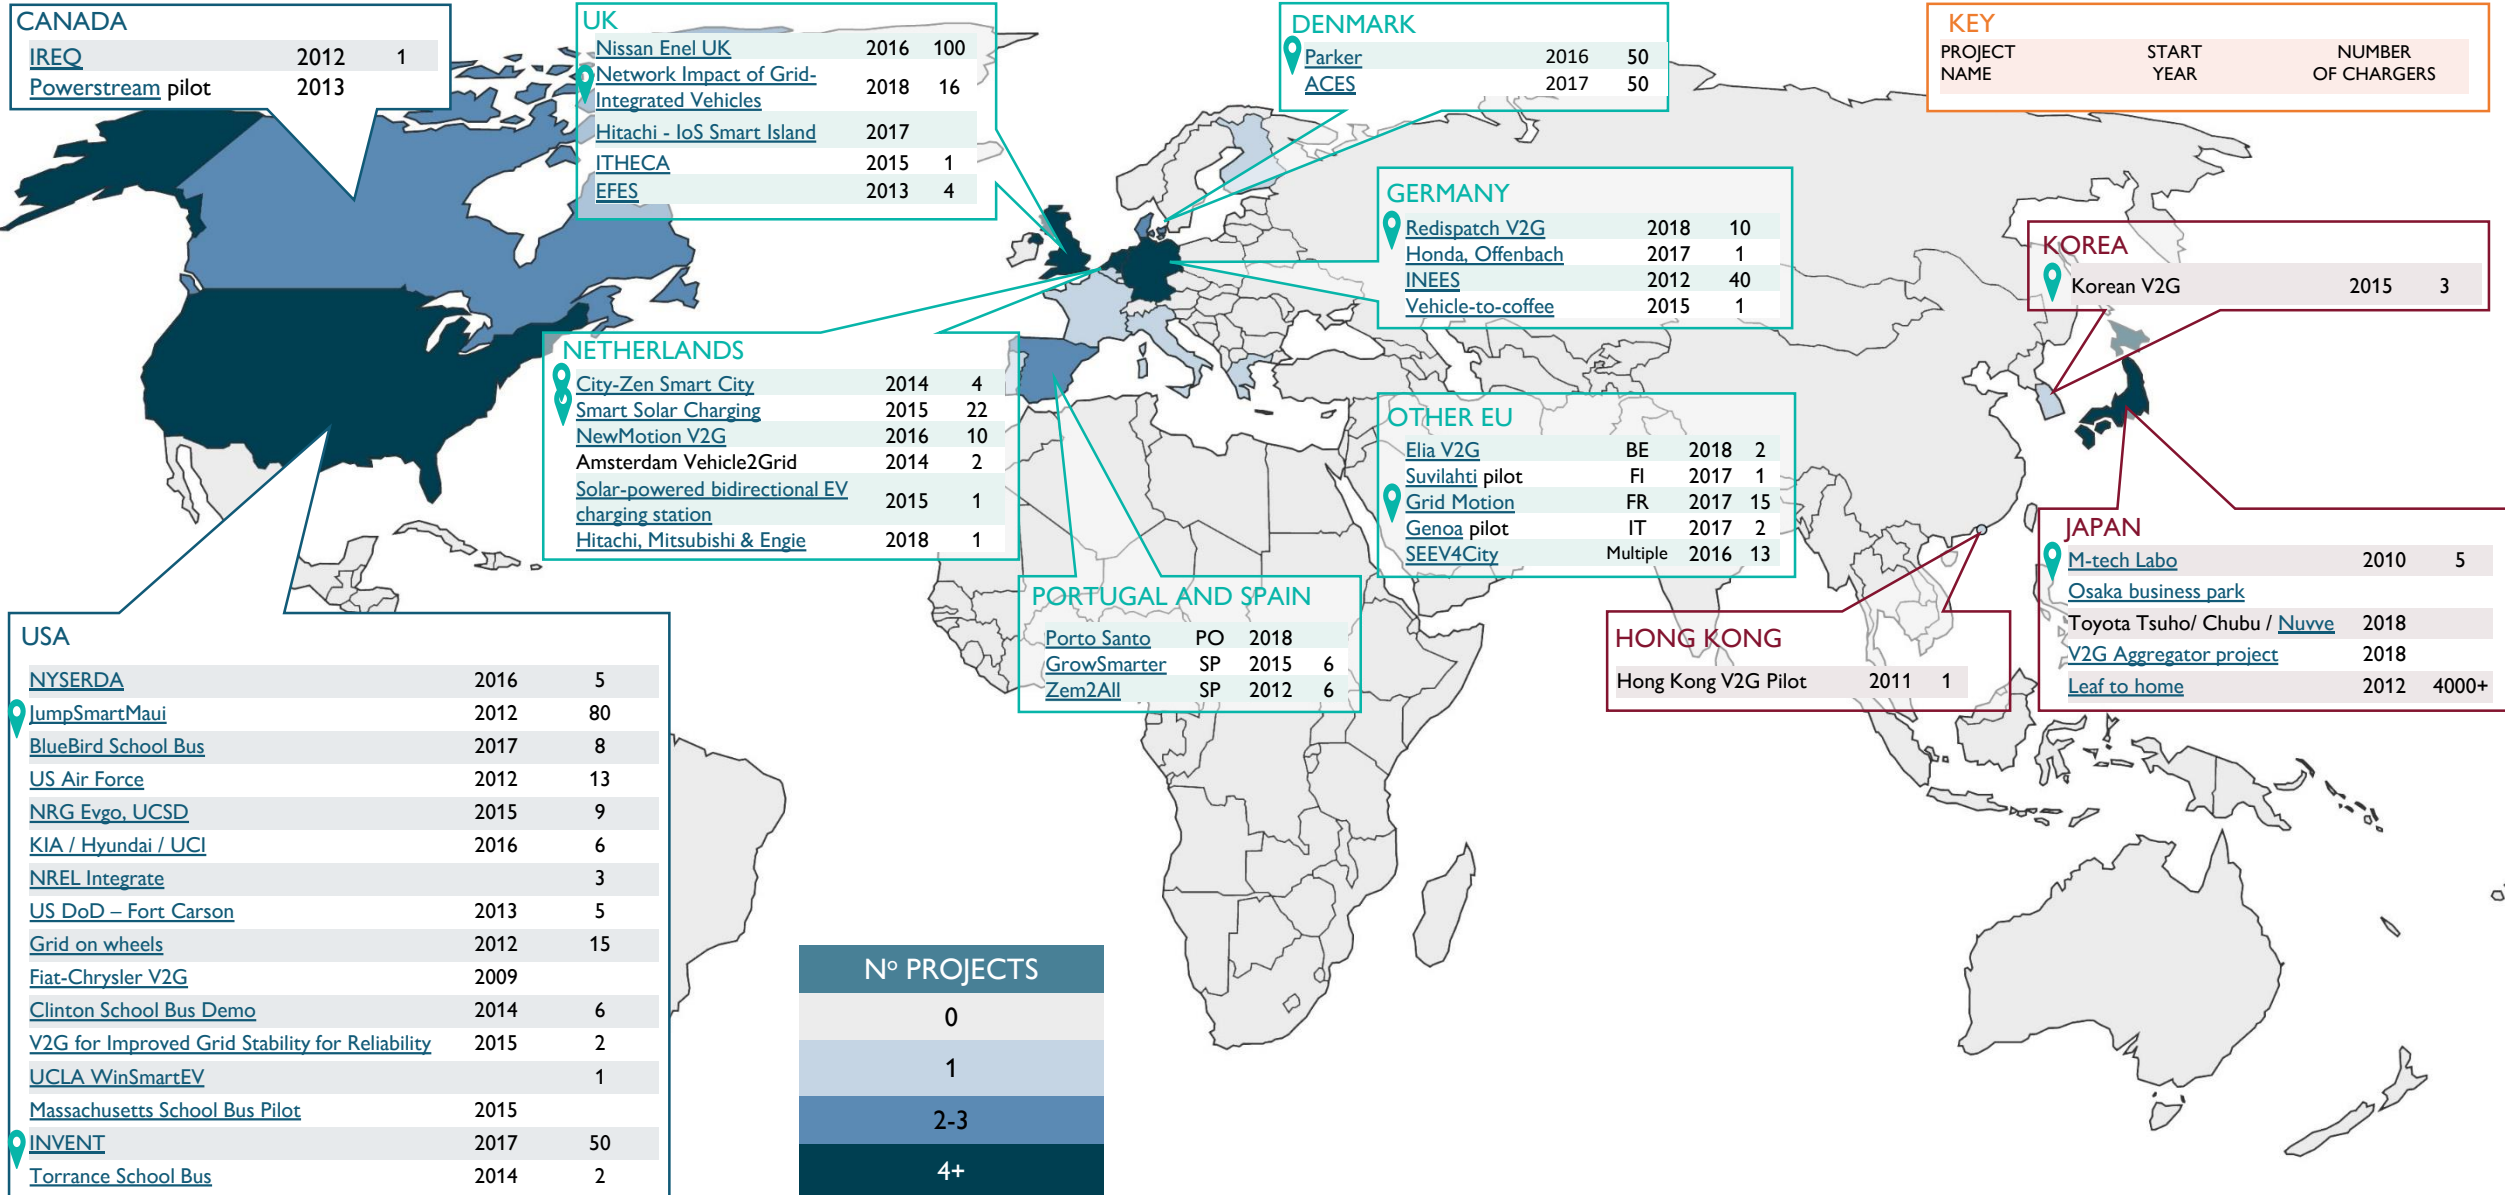 CANADA
IREQ 2012 1
Powerstream pilot 2013
UK
Nissan Enel UK 2016 100
Network Impact of Grid-
Integrated Vehicles 2018 16
Hitachi - IoS Smart Island 2017
ITHECA 2015 1
EFES 2013 4
DENMARK
Parker 2016 50
ACES 2017 50
KEY
PROJECT NAME START YEAR NUMBER OF CHARGERS
GERMANY
Redispatch V2G 2018 10
Honda, Offenbach 2017 1
INEES 2012 40
Vehicle-to-coffee 2015 1
KOREA
Korean V2G 2015 3
NETHERLANDS
City-Zen Smart City 2014 4
Smart Solar Charging 2015 22
NewMotion V2G 2016 10
Amsterdam Vehicle2Grid 2014 2
Solar-powered bidirectional EV
charging station 2015 1
Hitachi, Mitsubishi & Engie 2018 1
OTHER EU
Elia V2G BE 2018 2
Suvilahti pilot FI 2017 1
Grid Motion FR 2017 15
Genoa pilot IT 2017 2
SEEV4City Multiple 2016 13
PORTUGAL AND SPAIN
Porto Santo PO 2018
GrowSmarter SP 2015 6
Zem2All SP 2012 6
HONG KONG
Hong Kong V2G Pilot 2011 1
JAPAN
M-tech Labo 2010 5
Osaka business park
Toyota Tsuho/ Chubu / Nuvve 2018
V2G Aggregator project 2018
Leaf to home 2012 4000+
USA
NYSERDA 2016 5
JumpSmartMaui 2012 80
BlueBird School Bus 2017 8
US Air Force 2012 13
NRG Evgo, UCSD 2015 9
KIA / Hyundai / UCI 2016 6
NREL Integrate 3
US DoD – Fort Carson 2013 5
Grid on wheels 2012 15
Fiat-Chrysler V2G 2009
Clinton School Bus Demo 2014 6
V2G for Improved Grid Stability for Reliability 2015 2
UCLA WinSmartEV 1
Massachusetts School Bus Pilot 2015
INVENT 2017 50
Torrance School Bus 2014 2
Nº PROJECTS
0
1
2-3
4+